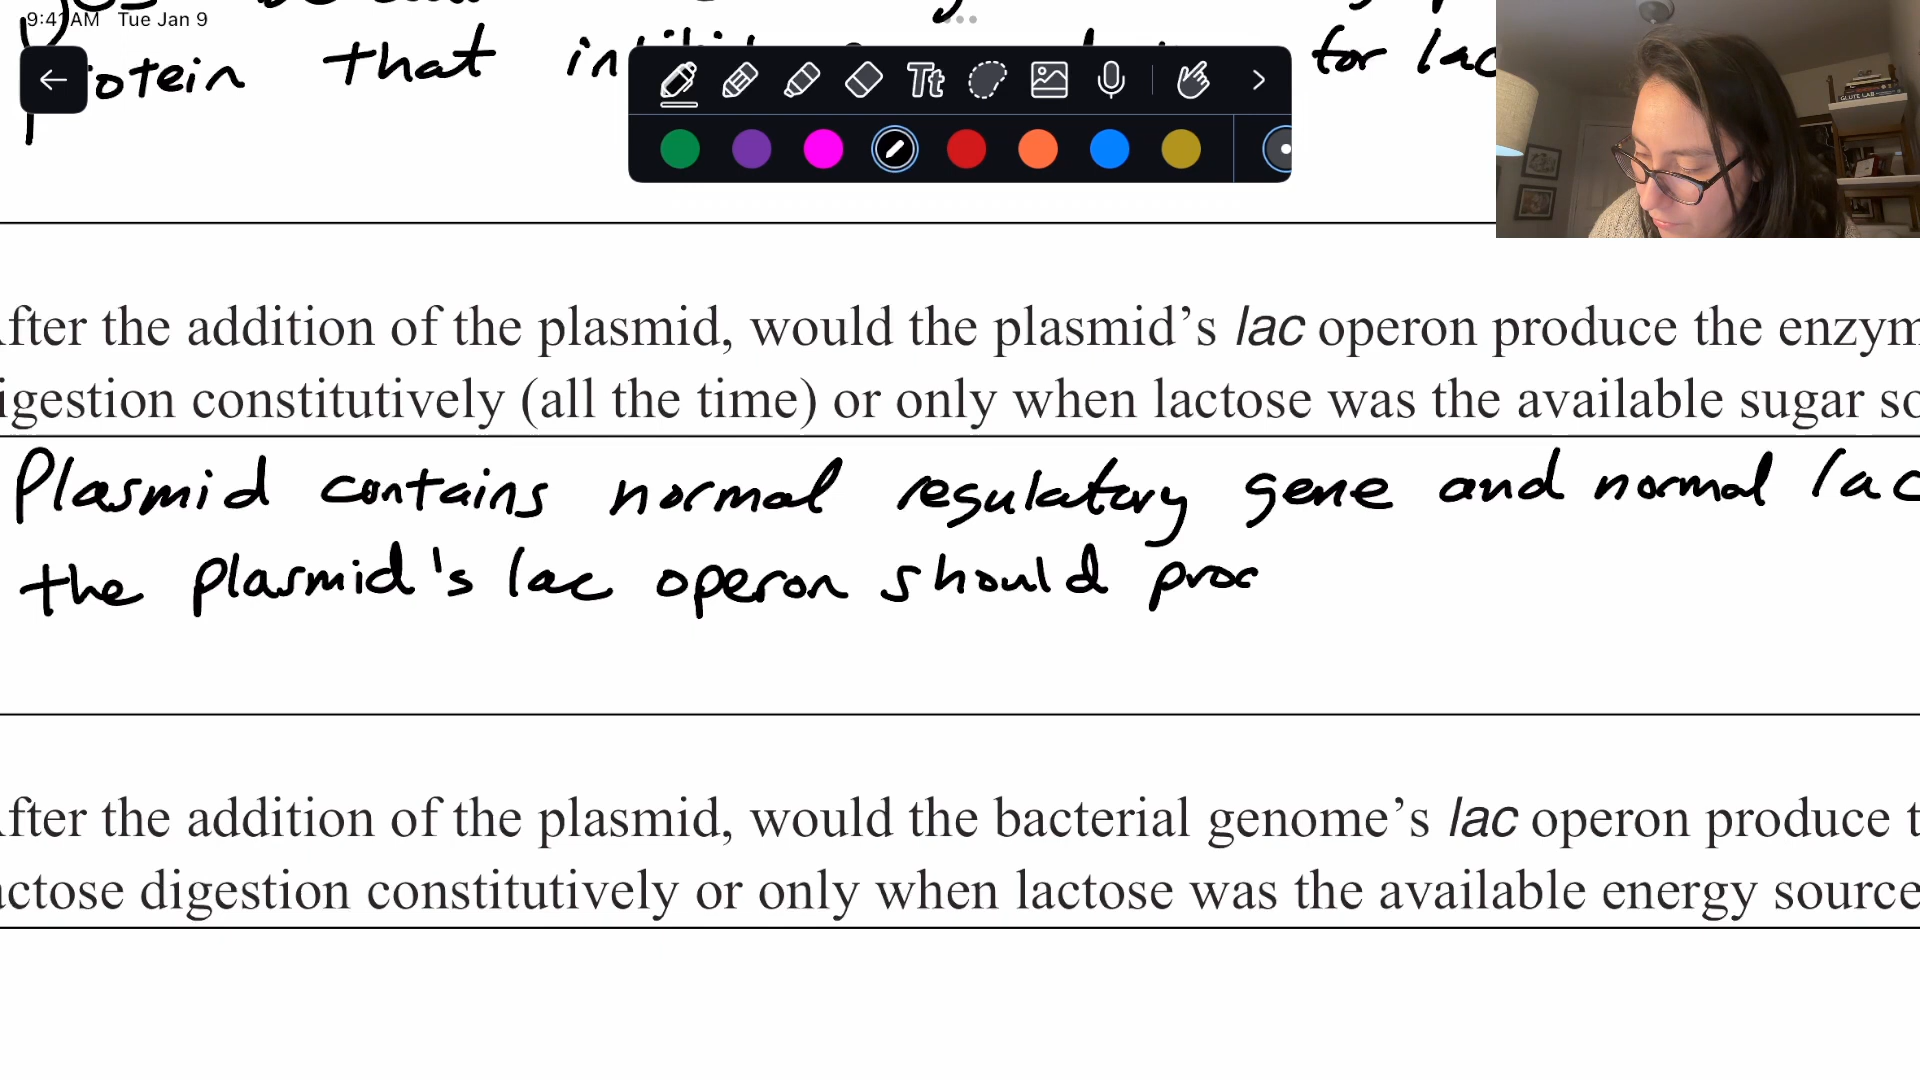 9:41 AM Tue Jan 9
otein that in
for lac
Tt
GLUTE LAB
fter the addition of the plasmid, would the plasmid’s lac operon produce the enzym
igestion constitutively (all the time) or only when lactose was the available sugar so
Plasmid contains normal regulatory gene and normal lac
the plasmid's lac operon should proc
fter the addition of the plasmid, would the bacterial genome’s lac operon produce t
actose digestion constitutively or only when lactose was the available energy source